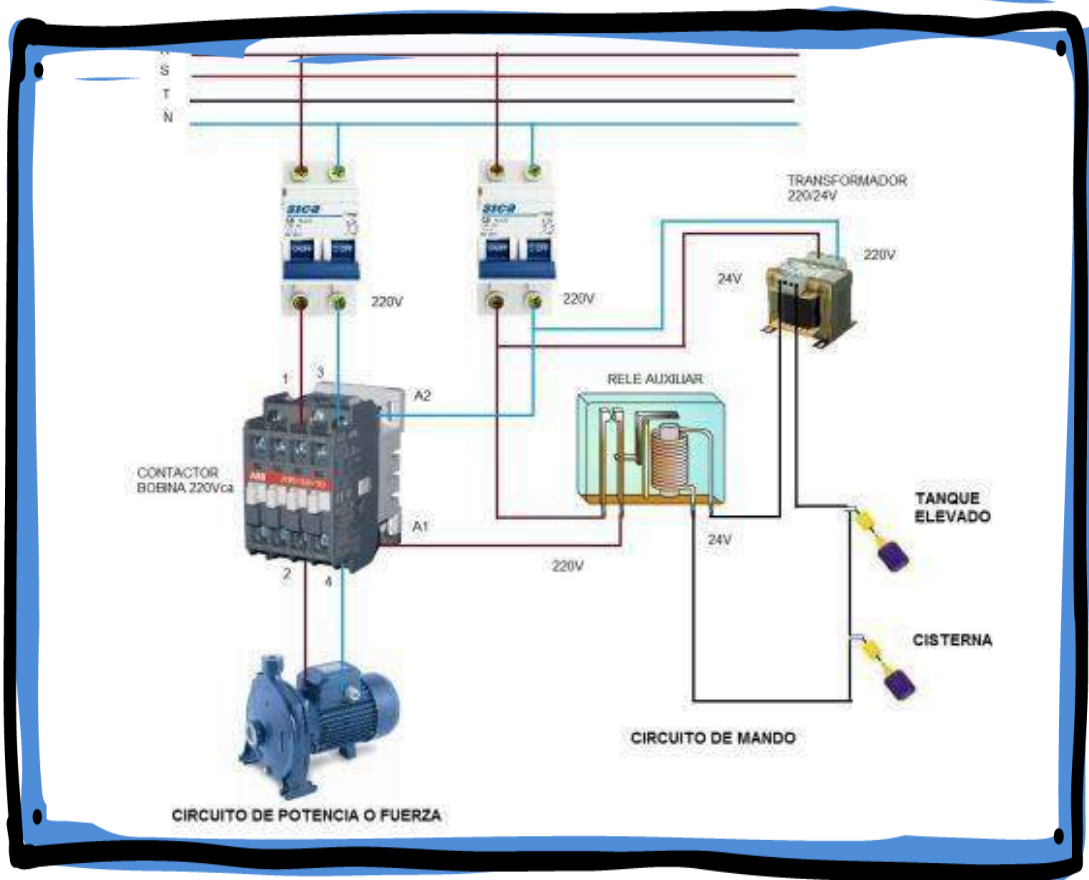 S
T
N
TRANSFORMADOR
220/24V
sica
sica
220V
24V
220V
220V
1
3
RELE AUXILIAR
A2
CONTACTOR
BOBINA 220Vca
ABB
TANQUE
ELEVADO
A1
24V
220V
2
4
CISTERNA
CIRCUITO DE MANDO
CIRCUITO DE POTENCIA O FUERZA